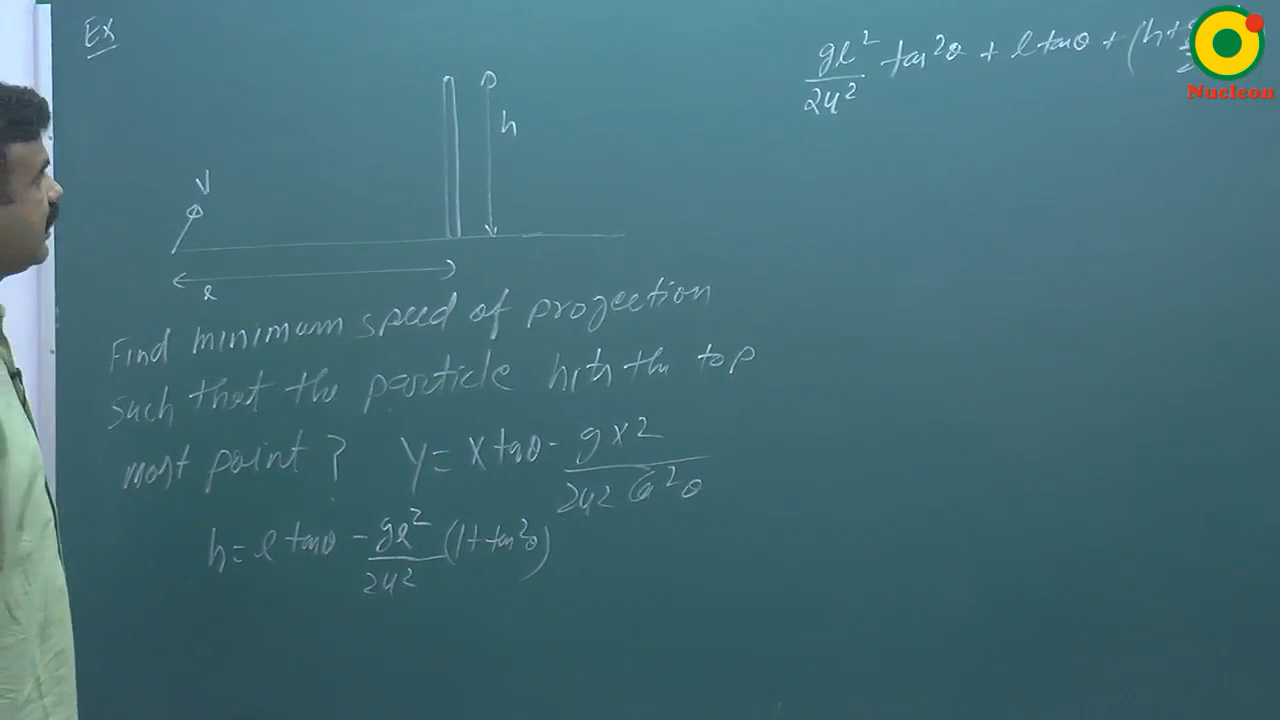 Ex
V
h
l
Find minimum speed of projection
such that the particle hits the top
most point ? y = x tanθ - gx2 / 2u2 Cos2θ
h = l tanθ - gl² / 2u² (1 + tan²θ)
gl² / 2u² tan²θ + l tanθ + (h +
Nucleon